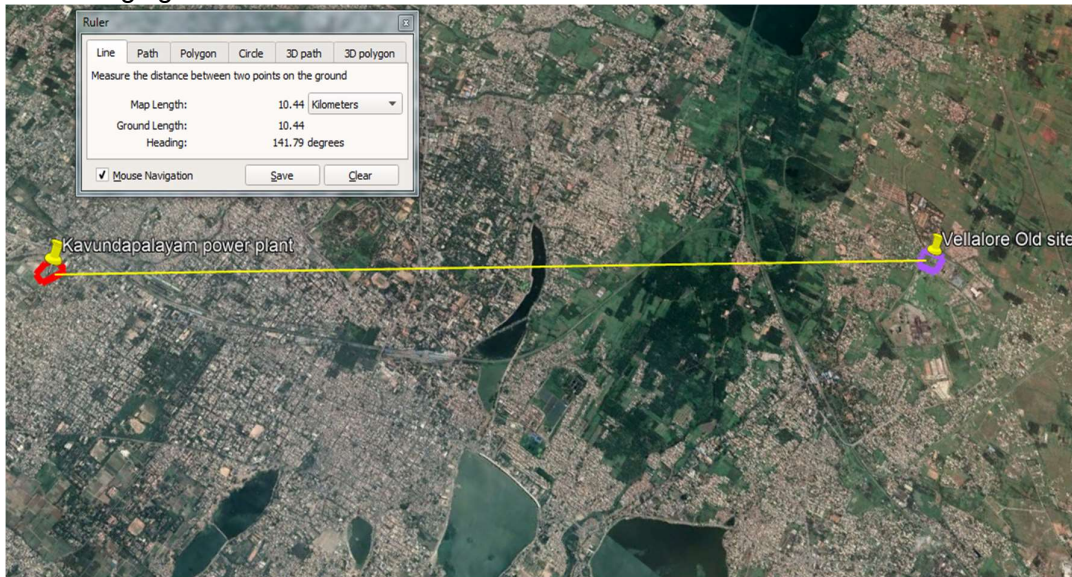 Ruler
Line Path Polygon Circle 3D path 3D polygon
Measure the distance between two points on the ground
Map Length: 10.44 Kilometers
Ground Length: 10.44
Heading: 141.79 degrees
Mouse Navigation Save Clear
Kavundapalayam power plant
Vellalore Old site